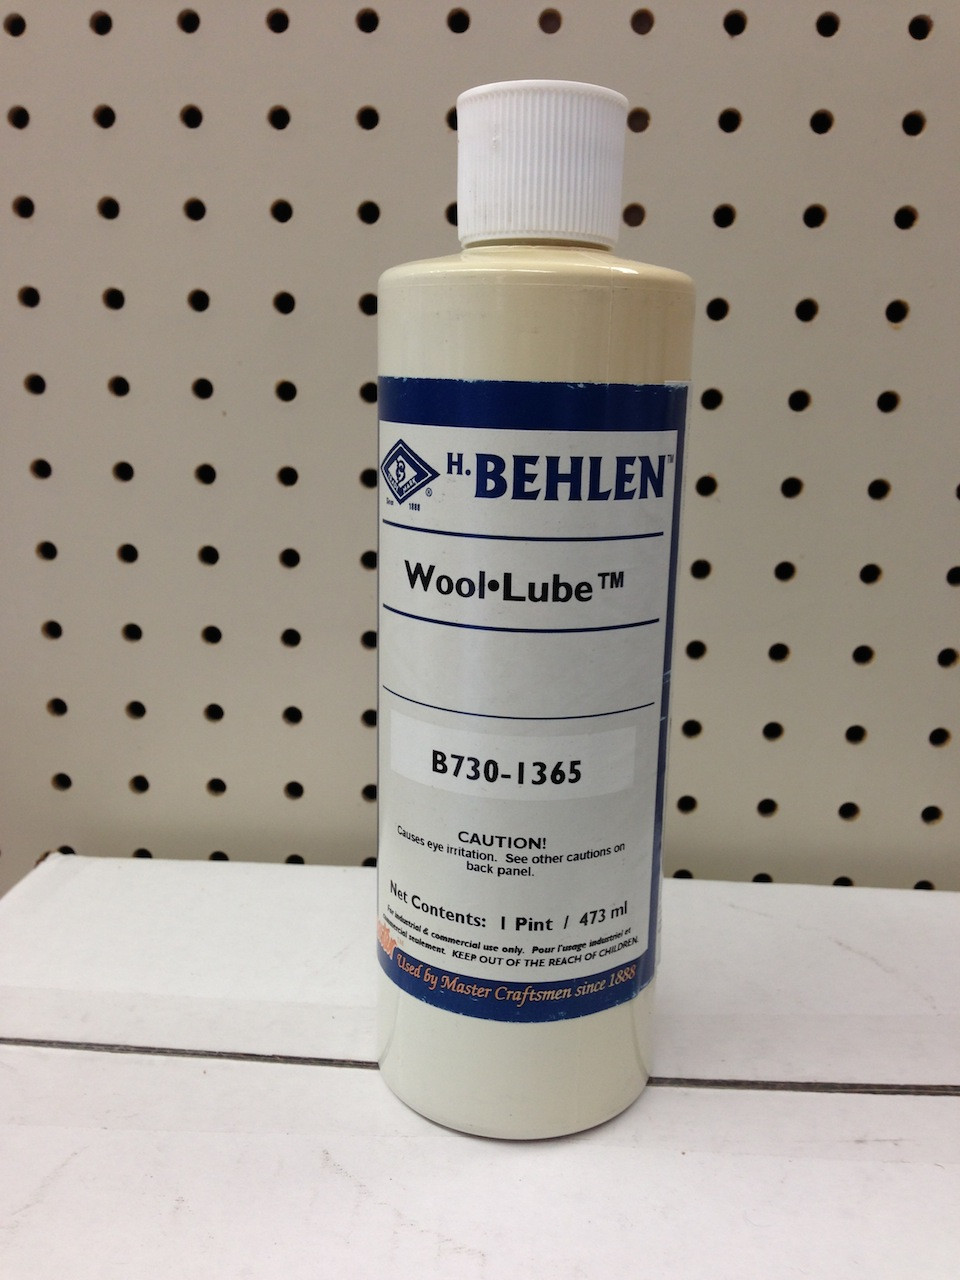 H. BEHLEN™
Since 1888 ®
Wool•Lube™
B730-1365
CAUTION!
Causes eye irritation. See other cautions on
back panel.
Net Contents: 1 Pint / 473 ml
For industrial & commercial use only. Pour l'usage industriel et
commercial seulement. KEEP OUT OF THE REACH OF CHILDREN.
Used by Master Craftsmen since 1888